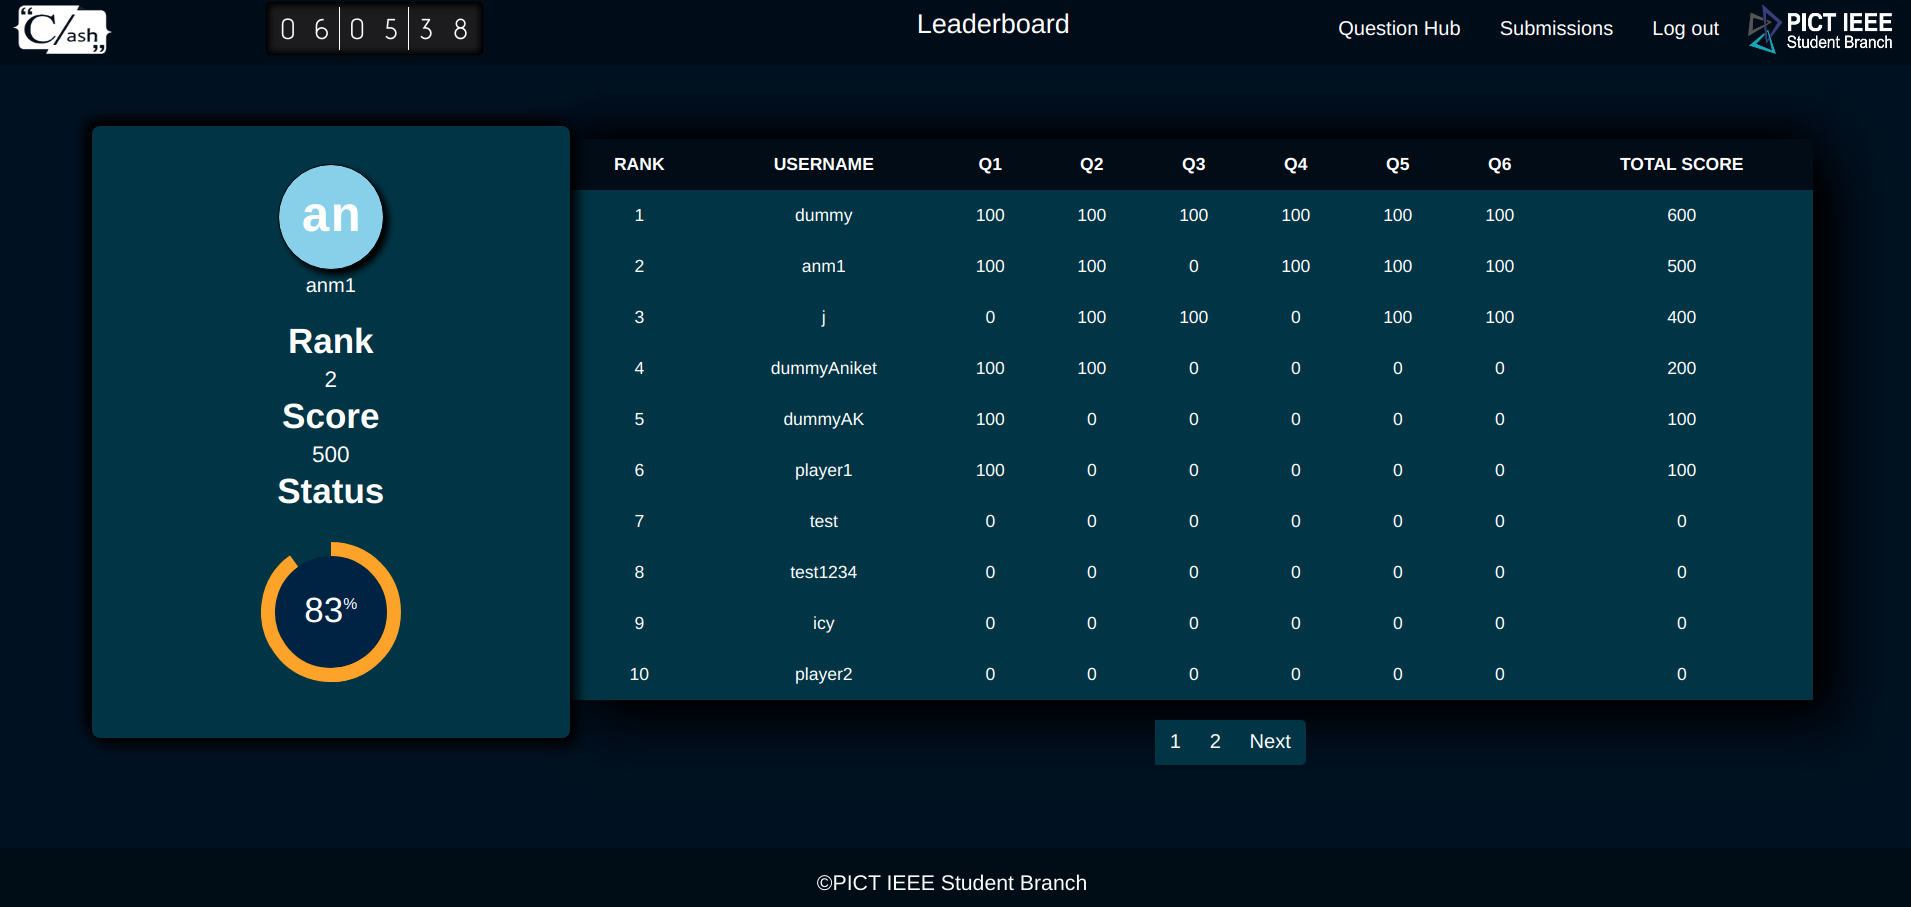 “C/ash”
06 05 38
Leaderboard
Question Hub Submissions Log out
PICT IEEE
Student Branch
an
anm1
Rank
2
Score
500
Status
83%
RANK USERNAME Q1 Q2 Q3 Q4 Q5 Q6 TOTAL SCORE
1 dummy 100 100 100 100 100 100 600
2 anm1 100 100 0 100 100 100 500
3 j 0 100 100 0 100 100 400
4 dummyAniket 100 100 0 0 0 0 200
5 dummyAK 100 0 0 0 0 0 100
6 player1 100 0 0 0 0 0 100
7 test 0 0 0 0 0 0 0
8 test1234 0 0 0 0 0 0 0
9 icy 0 0 0 0 0 0 0
10 player2 0 0 0 0 0 0 0
1 2 Next
©PICT IEEE Student Branch